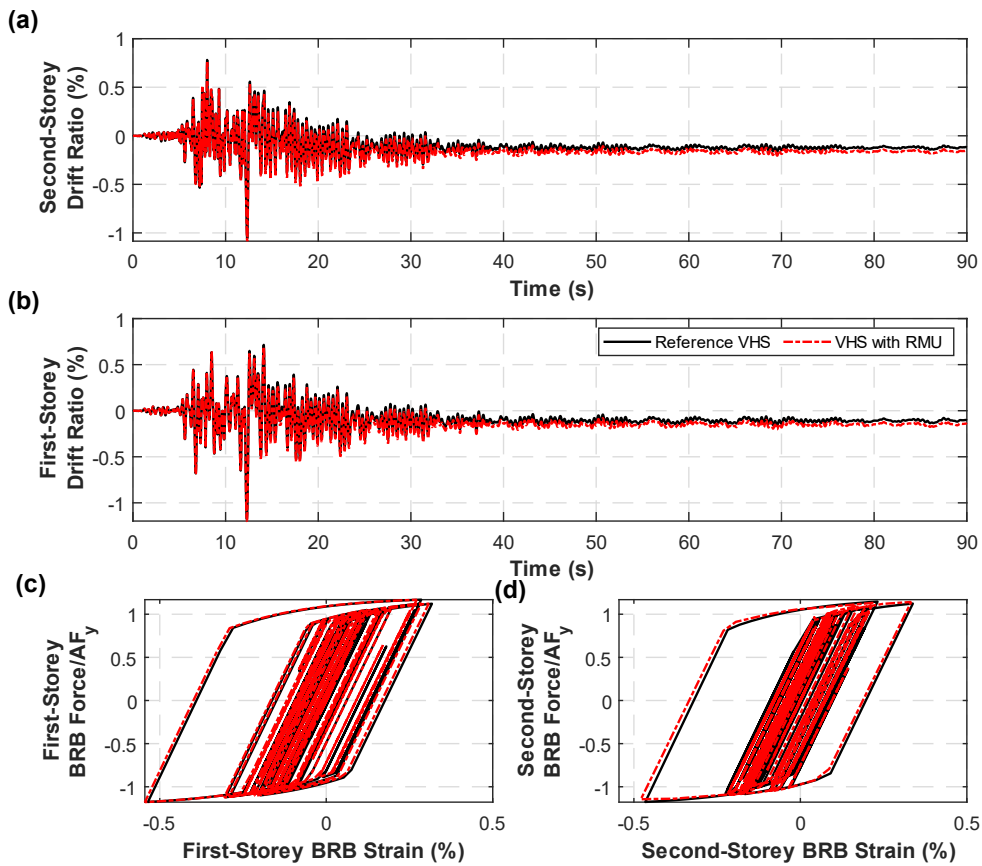 (a)
Second-Storey
Drift Ratio (%)
1
0.5
0
-0.5
-1
0 10 20 30 40 50 60 70 80 90
Time (s)
(b)
First-Storey
Drift Ratio (%)
1
0.5
0
-0.5
-1
Reference VHS VHS with RMU
0 10 20 30 40 50 60 70 80 90
Time (s)
(c)
First-Storey
BRB Force/AFy
1
0.5
0
-0.5
-1
-0.5 0 0.5
First-Storey BRB Strain (%)
(d)
Second-Storey
BRB Force/AFy
1
0.5
0
-0.5
-1
-0.5 0 0.5
Second-Storey BRB Strain (%)